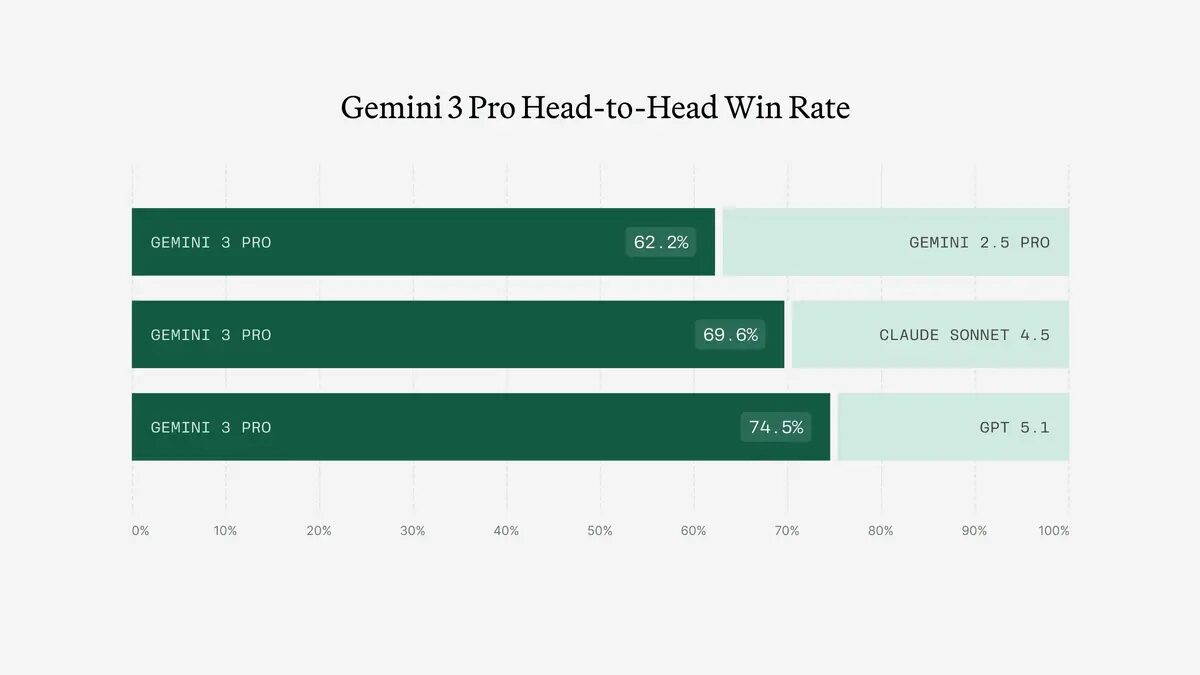 Gemini 3 Pro Head-to-Head Win Rate
GEMINI 3 PRO 62.2% GEMINI 2.5 PRO
GEMINI 3 PRO 69.6% CLAUDE SONNET 4.5
GEMINI 3 PRO 74.5% GPT 5.1
0% 10% 20% 30% 40% 50% 60% 70% 80% 90% 100%